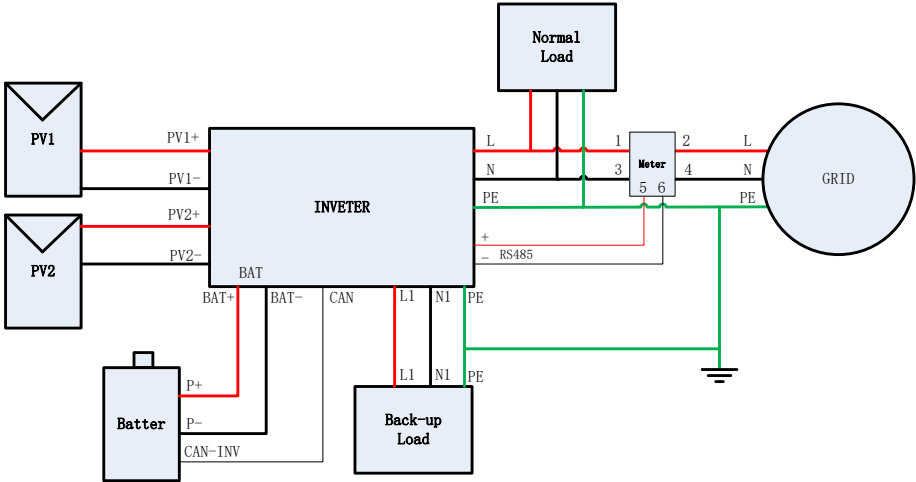 Normal
Load
PV1
PV1+
PV1-
PV2
PV2+
PV2-
INVETER
BAT
L
N
PE
+
-
RS485
1
2
3
4
5
6
Meter
L
N
PE
GRID
BAT+
BAT-
CAN
L1
N1
PE
L1
N1
PE
Batter
P+
P-
CAN-INV
Back-up
Load